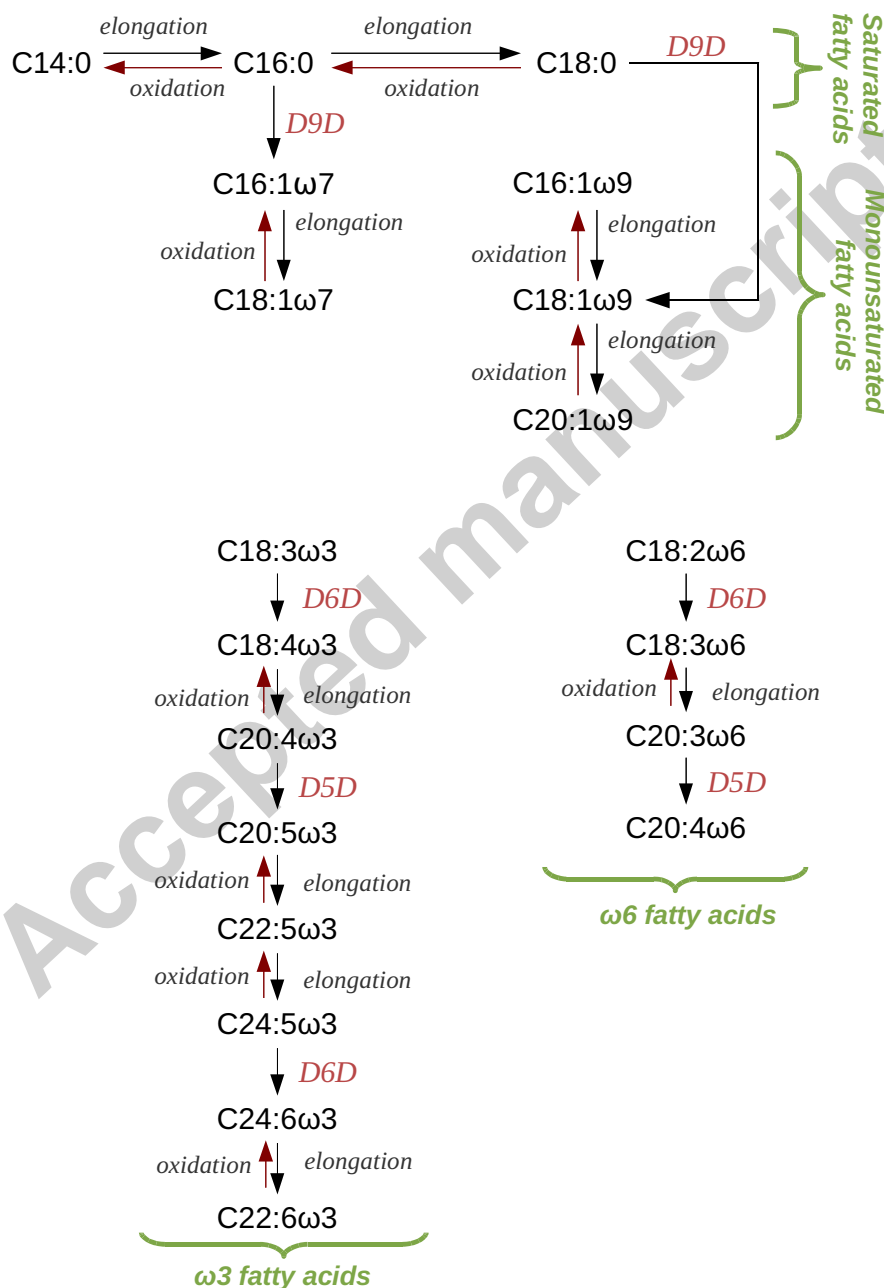 elongation elongation
C14:0 C16:0 C18:0 D9D
oxidation oxidation
Saturated
fatty acids
D9D
C16:1ω7 C16:1ω9
elongation elongation
oxidation oxidation
C18:1ω7 C18:1ω9
elongation
oxidation
C20:1ω9
Monounsaturated
fatty acids
C18:3ω3 C18:2ω6
D6D D6D
C18:4ω3 C18:3ω6
oxidation elongation oxidation elongation
C20:4ω3 C20:3ω6
D5D D5D
C20:5ω3 C20:4ω6
oxidation elongation
ω6 fatty acids
C22:5ω3
oxidation elongation
C24:5ω3
D6D
C24:6ω3
oxidation elongation
C22:6ω3
ω3 fatty acids
Accepted manuscript